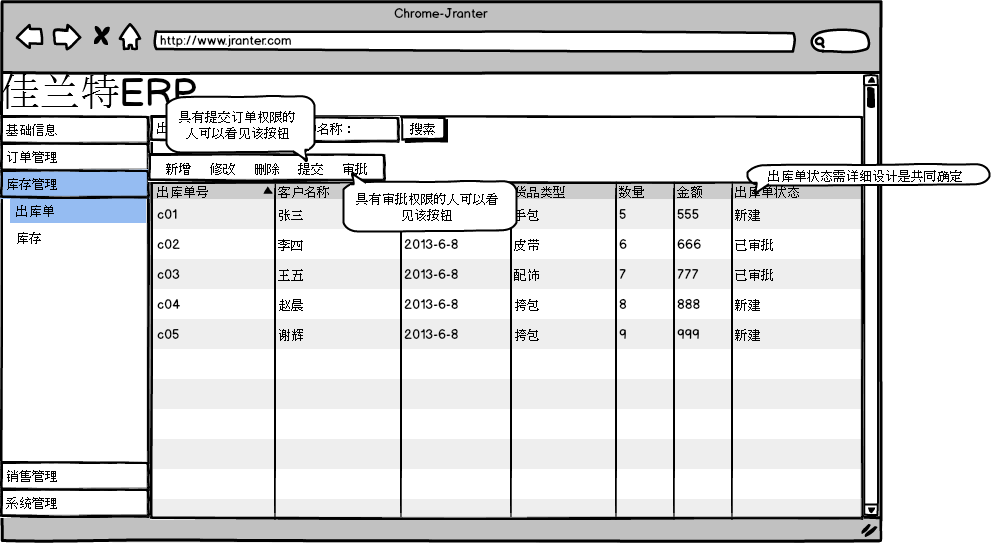 Chrome-Jranter
http://www.jranter.com
佳兰特ERP
具有提交订单权限的
人可以看见该按钮
名称： 搜索
基础信息
订单管理
库存管理
出库单
库存
销售管理
系统管理
新增 修改 删除 提交 审批
出库单状态需详细设计是共同确定
具有审批权限的人可以看
见该按钮
出库单号 客户名称 货品类型 数量 金额 出库单状态
c01 张三 手包 5 555 新建
c02 李四 2013-6-8 皮带 6 666 已审批
c03 王五 2013-6-8 配饰 7 777 已审批
c04 赵晨 2013-6-8 挎包 8 888 新建
c05 谢辉 2013-6-8 挎包 9 999 新建